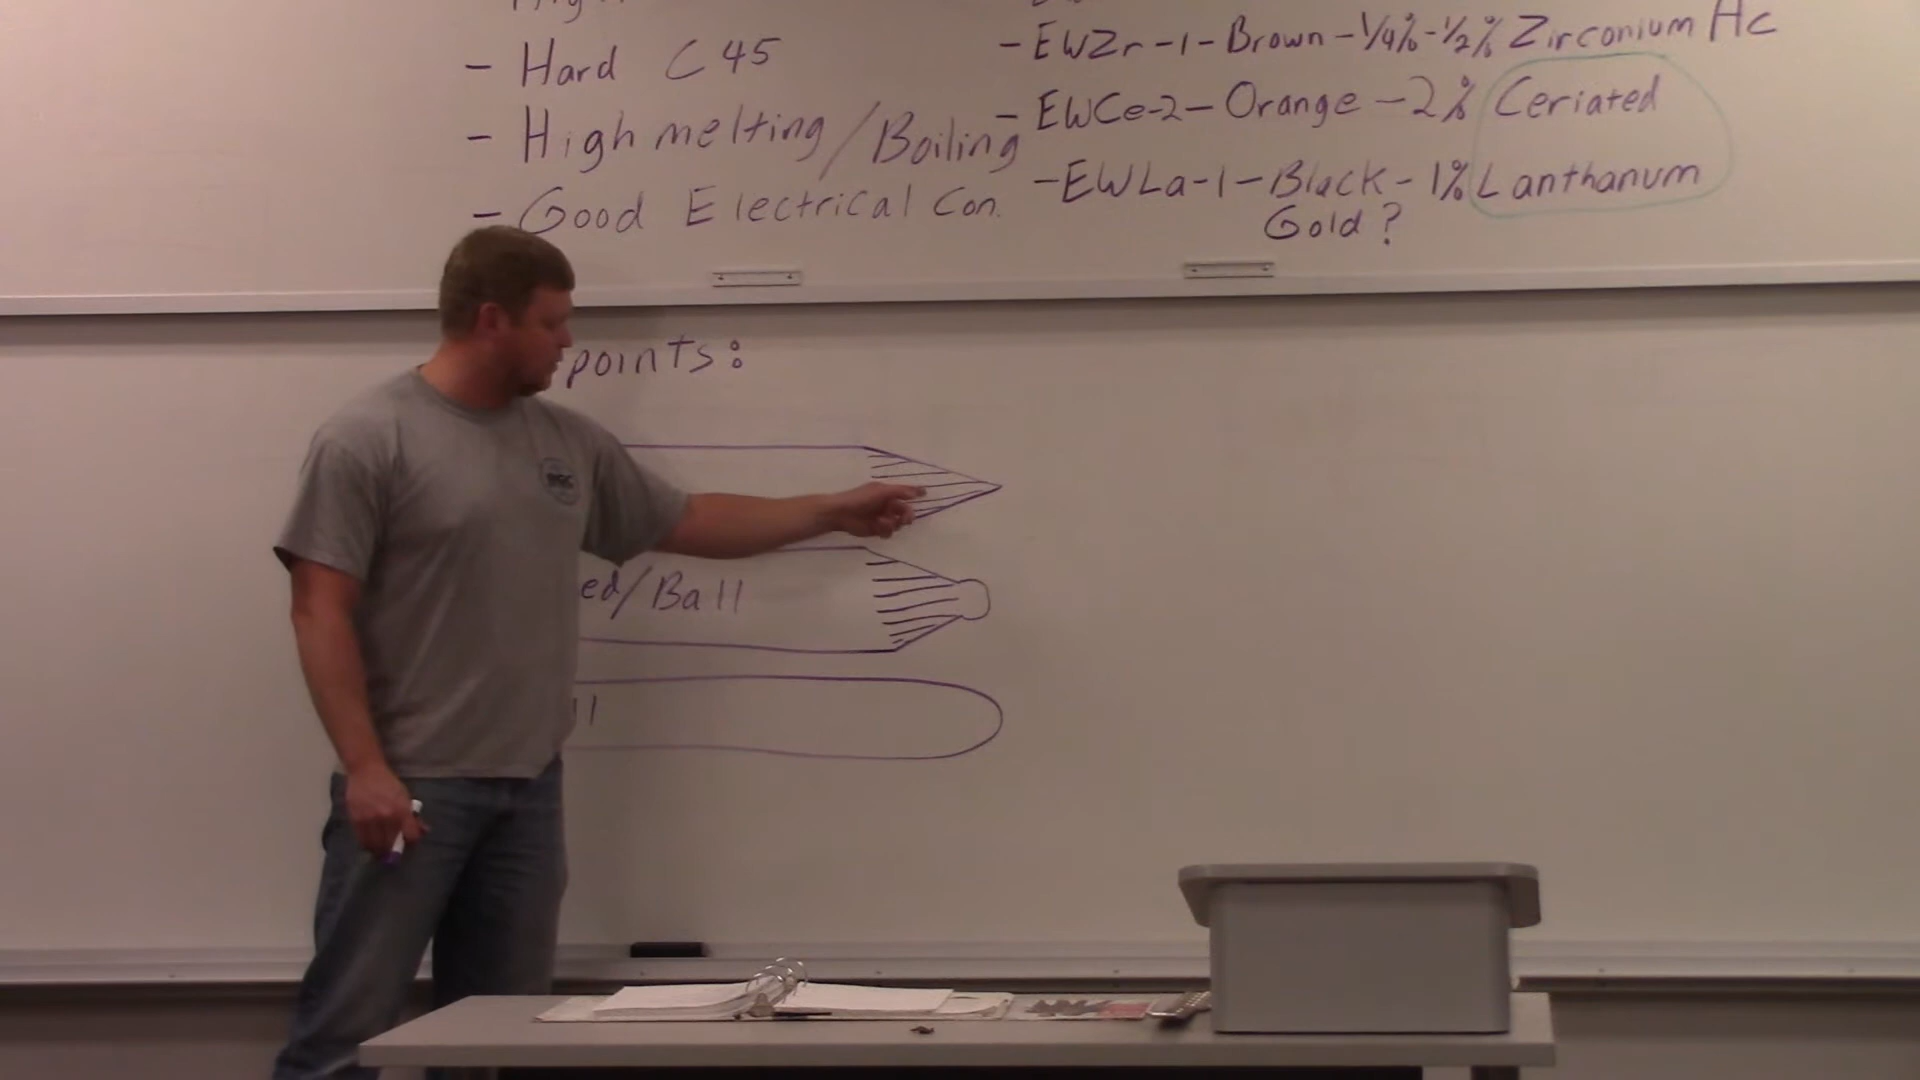 - Hard C 45
- High melting / Boiling
- Good Electrical Con.
- EWZr-1 - Brown - 1/4% - 1/2% Zirconium AC
- EWCe-2 - Orange - 2% Ceriated
- EWLa-1 - Black - 1% Lanthanum
Gold?
points:
ed/Ball